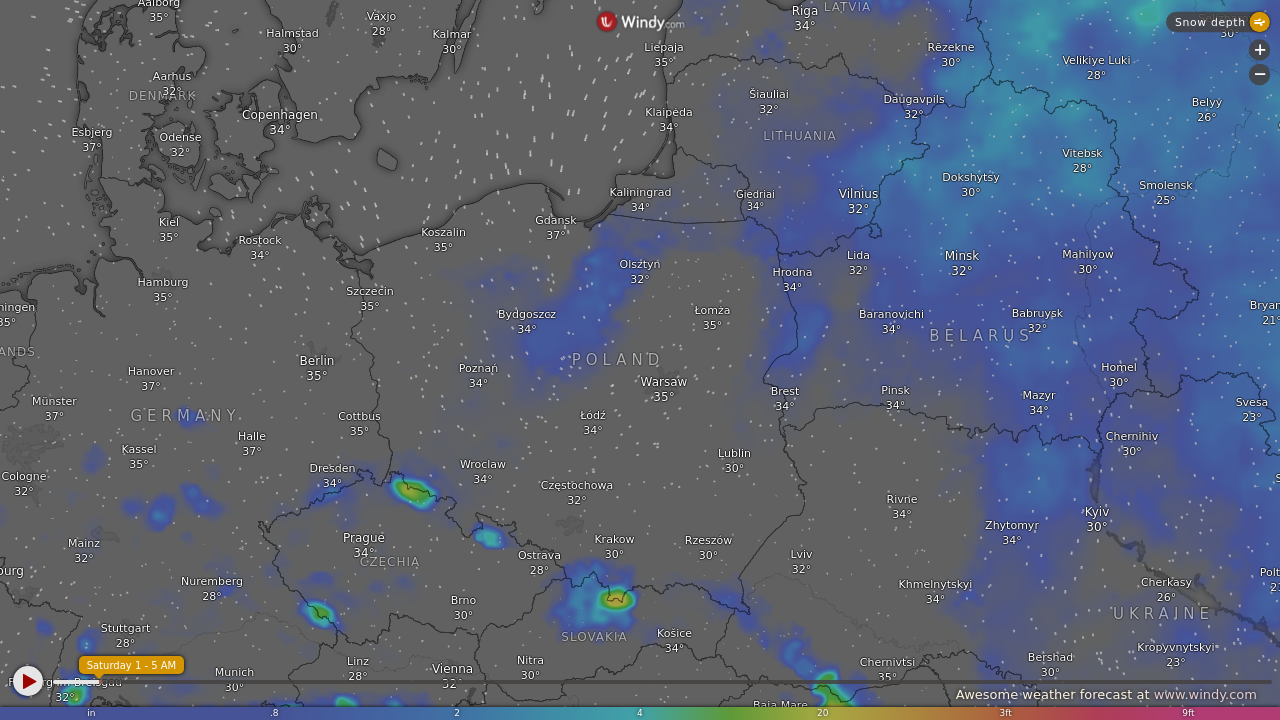 Aalborg
35°
Växjo
28°
Halmstad
30°
Kalmar
30°
Windy.com
Riga
34°
LATVIA
Snow depth
30°
Liepaja
35°
Rēzekne
30°
Velikiye Luki
28°
Aarhus
32°
DENMARK
Copenhagen
34°
Klaipėda
34°
Šiauliai
32°
Daugavpils
32°
Belyy
26°
Esbjerg
37°
Odense
32°
LITHUANIA
Vitebsk
28°
Dokshytsy
30°
Smolensk
25°
Kaliningrad
34°
Giedriai
34°
Vilnius
32°
Kiel
35°
Rostock
34°
Koszalin
35°
Gdańsk
37°
Olsztyn
32°
Lida
32°
Minsk
32°
Mahilyow
30°
Hrodna
34°
Hamburg
35°
Szczecin
35°
ningen
35°
Bydgoszcz
34°
Łomża
35°
Baranovichi
34°
Babruysk
32°
Bryan
21°
BELARUS
ANDS
Berlin
35°
POLAND
Hanover
37°
Poznań
34°
Warsaw
35°
Brest
34°
Pinsk
34°
Homel
30°
Mazyr
34°
Svesa
23°
Münster
37°
GERMANY
Cottbus
35°
Łódź
34°
Chernihiv
30°
Kassel
35°
Halle
37°
Dresden
34°
Wroclaw
34°
Lublin
30°
Cologne
32°
Częstochowa
32°
Rivne
34°
Kyiv
30°
Zhytomyr
34°
Mainz
32°
Prague
34°
CZECHIA
Ostrava
28°
Krakow
30°
Rzeszów
30°
Lviv
32°
Nuremberg
28°
Khmelnytskyi
34°
Cherkasy
26°
Brno
30°
UKRAJNE
Stuttgart
28°
SLOVAKIA
Košice
34°
Kropyvnytskyi
23°
Saturday 1 - 5 AM
Munich
30°
Linz
28°
Vienna
32°
Nitra
30°
Chernivtsi
35°
Bershad
30°
Freiburg im Breisgau
32°
Baia Mare
Awesome weather forecast at www.windy.com
in .8 2 4 20 3ft 9ft